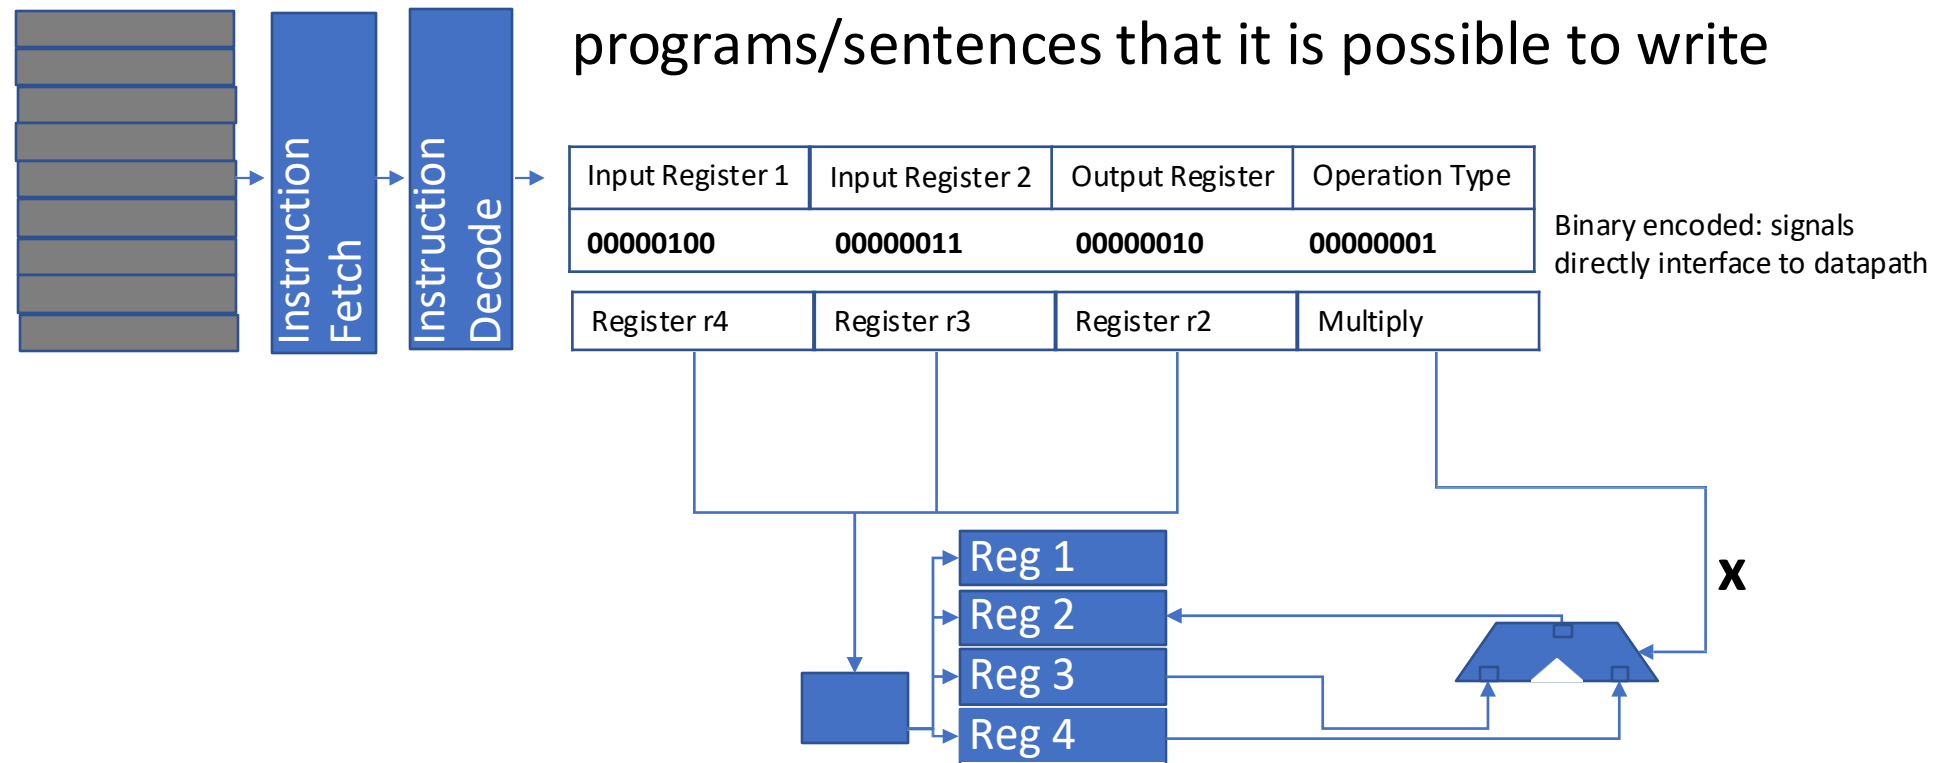 programs/sentences that it is possible to write
Instruction
Fetch
Instruction
Decode
Input Register 1 Input Register 2 Output Register Operation Type
00000100 00000011 00000010 00000001
Binary encoded: signals
directly interface to datapath
Register r4 Register r3 Register r2 Multiply
Reg 1
x
Reg 2
Reg 3
Reg 4